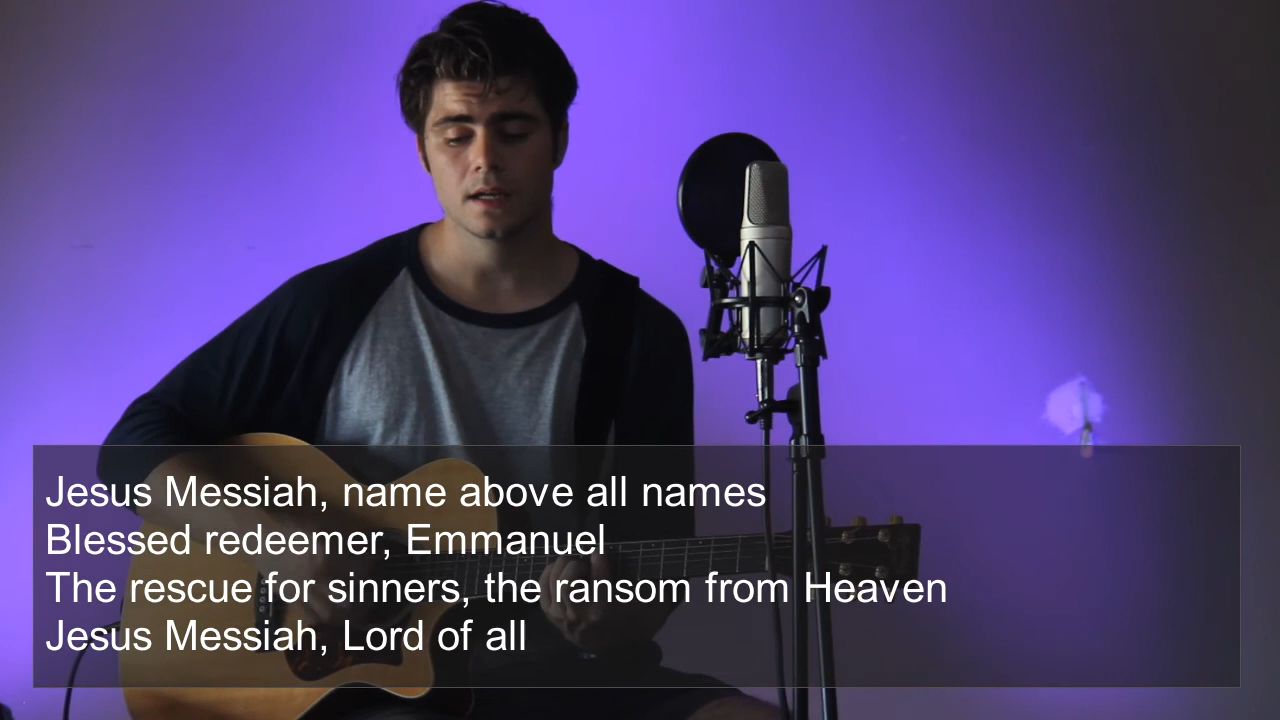 Jesus Messiah, name above all names
Blessed redeemer, Emmanuel
The rescue for sinners, the ransom from Heaven
Jesus Messiah, Lord of all